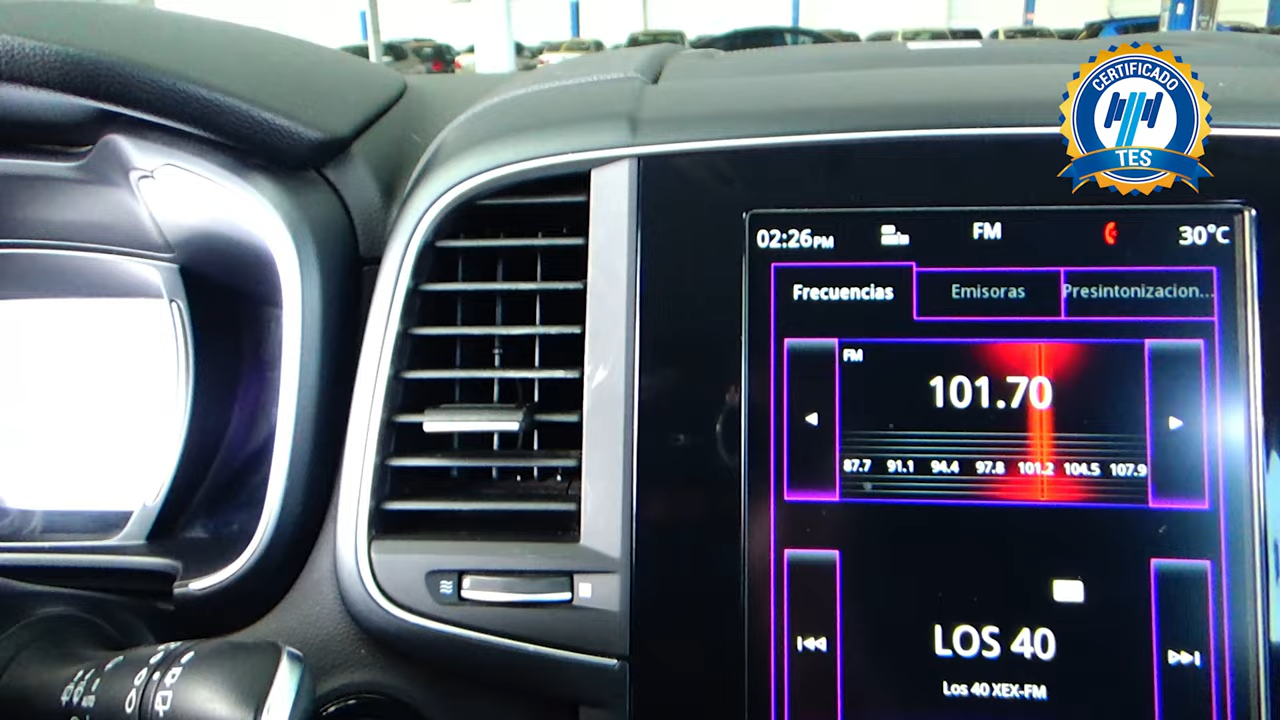 CERTIFICADO
TES
02:26PM
FM
30°C
Frecuencias
Emisoras
Presintonizacion...
FM
101.70
87.7 91.1 94.4 97.8 101.2 104.5 107.9
LOS 40
Los 40 XEX-FM
AUTO